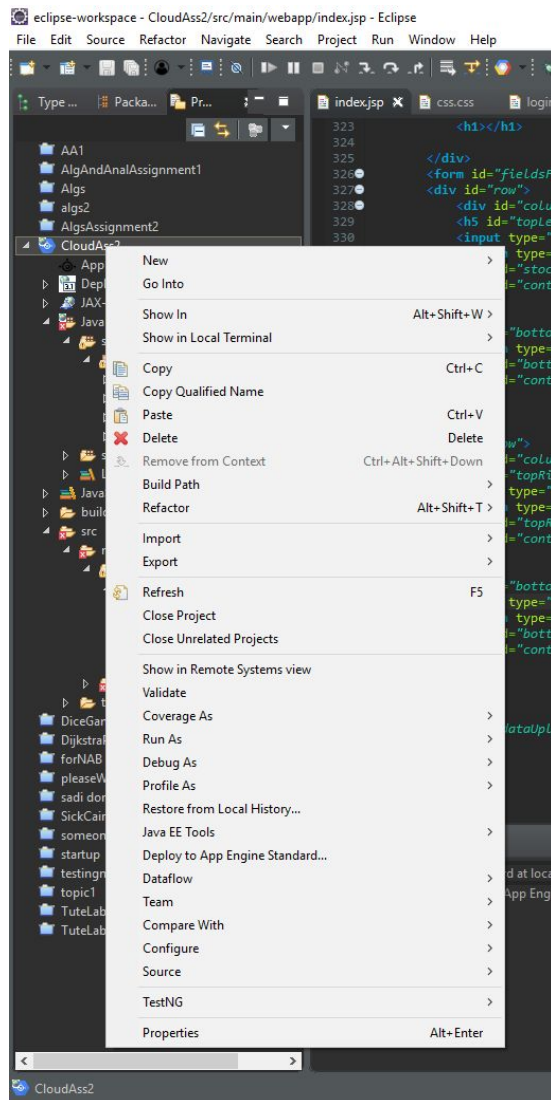 eclipse-workspace - CloudAss2/src/main/webapp/index.jsp - Eclipse
File Edit Source Refactor Navigate Search Project Run Window Help
Type ... Packa... Pr... index.jsp css.css
AA1
AlgAndAnalAssignment1
Algs
algs2
AlgsAssignment2
CloudAss2
App
JAX-
Java
Java
src
DiceGar
forNAB
pleaseW
sadi dor
SickCair
someon
startup
topic1
TuteLab
TuteLab
New
Go Into
Show In Alt+Shift+W
Show in Local Terminal
Copy Ctrl+C
Copy Qualified Name
Paste Ctrl+V
Delete Delete
Remove from Context Ctrl+Alt+Shift+Down
Build Path
Refactor Alt+Shift+T
Import
Export
Refresh F5
Close Project
Close Unrelated Projects
Show in Remote Systems view
Validate
Coverage As
Run As
Debug As
Profile As
Restore from Local History...
Java EE Tools
Deploy to App Engine Standard...
Dataflow
Team
Compare With
Configure
Source
TestNG
Properties Alt+Enter
323 <h1></h1>
324
325 </div>
326 <form id="fieldsF
327 <div id="row">
328 <div id="colu
329 <h5 id="topLe
330 <input type="
CloudAss2